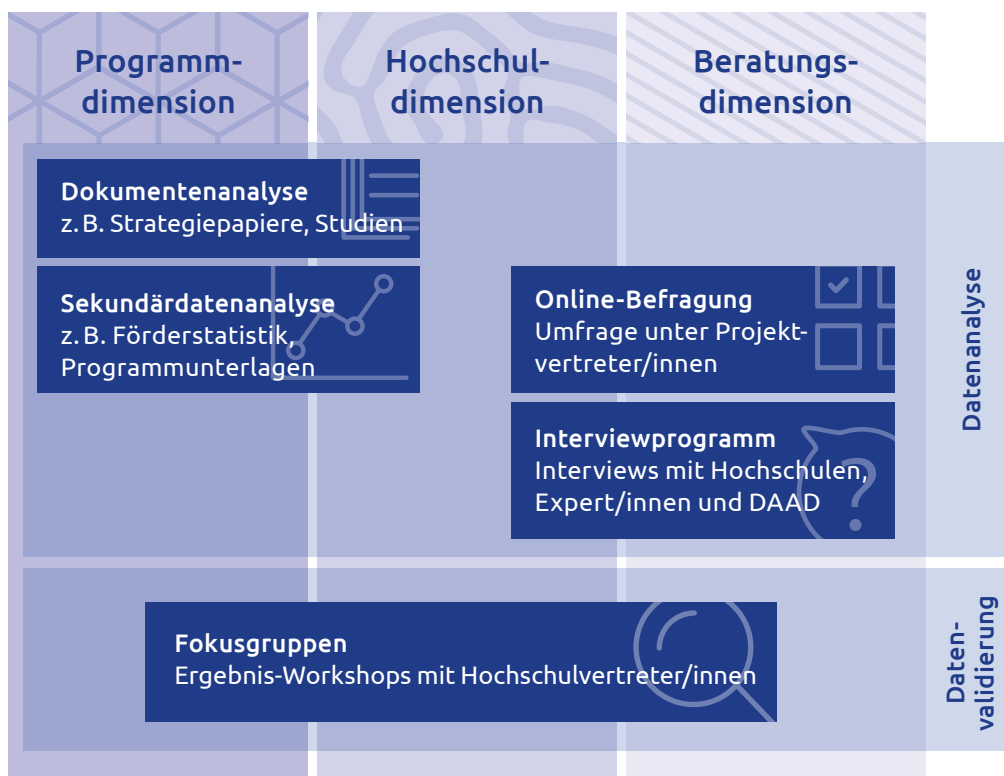 Programm-
dimension
Hochschul-
dimension
Beratungs-
dimension
Dokumentenanalyse
z. B. Strategiepapiere, Studien
Sekundärdatenanalyse
z. B. Förderstatistik,
Programmunterlagen
Online-Befragung
Umfrage unter Projekt-
vertreter/innen
Interviewprogramm
Interviews mit Hochschulen,
Expert/innen und DAAD
?
Datenanalyse
Fokusgruppen
Ergebnis-Workshops mit Hochschulvertreter/innen
Daten-
validierung